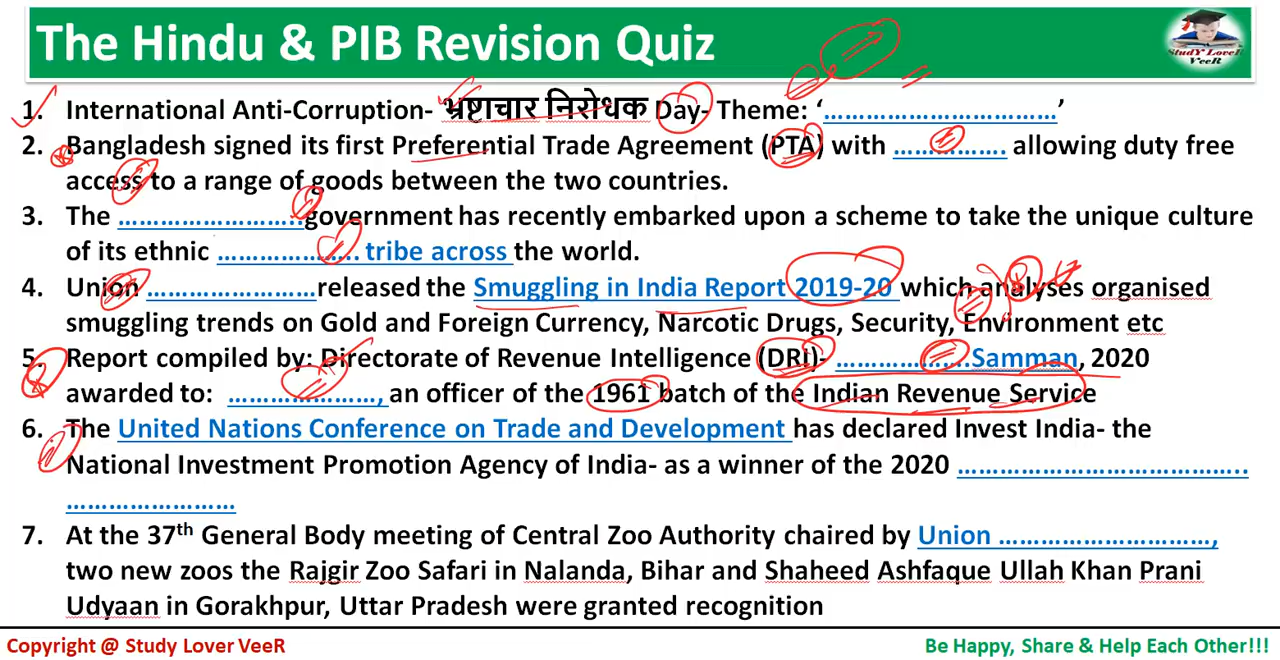 The Hindu & PIB Revision Quiz
StudY LoveR
VeeR
1. International Anti-Corruption- भ्रष्टाचार निरोधक Day- Theme: ‘………………………………’
2. Bangladesh signed its first Preferential Trade Agreement (PTA) with ……………. allowing duty free
access to a range of goods between the two countries.
3. The …………………….. government has recently embarked upon a scheme to take the unique culture
of its ethnic …………………. tribe across the world.
4. Union ……………………released the Smuggling in India Report 2019-20 which analyses organised
smuggling trends on Gold and Foreign Currency, Narcotic Drugs, Security, Environment etc
5. Report compiled by: Directorate of Revenue Intelligence (DRI)- ………………..Samman, 2020
awarded to: …………………, an officer of the 1961 batch of the Indian Revenue Service
6. The United Nations Conference on Trade and Development has declared Invest India- the
National Investment Promotion Agency of India- as a winner of the 2020 …………………………………..
……………………
7. At the 37th General Body meeting of Central Zoo Authority chaired by Union …………………………,
two new zoos the Rajgir Zoo Safari in Nalanda, Bihar and Shaheed Ashfaque Ullah Khan Prani
Udyaan in Gorakhpur, Uttar Pradesh were granted recognition
Copyright @ Study Lover VeeR
Be Happy, Share & Help Each Other!!!